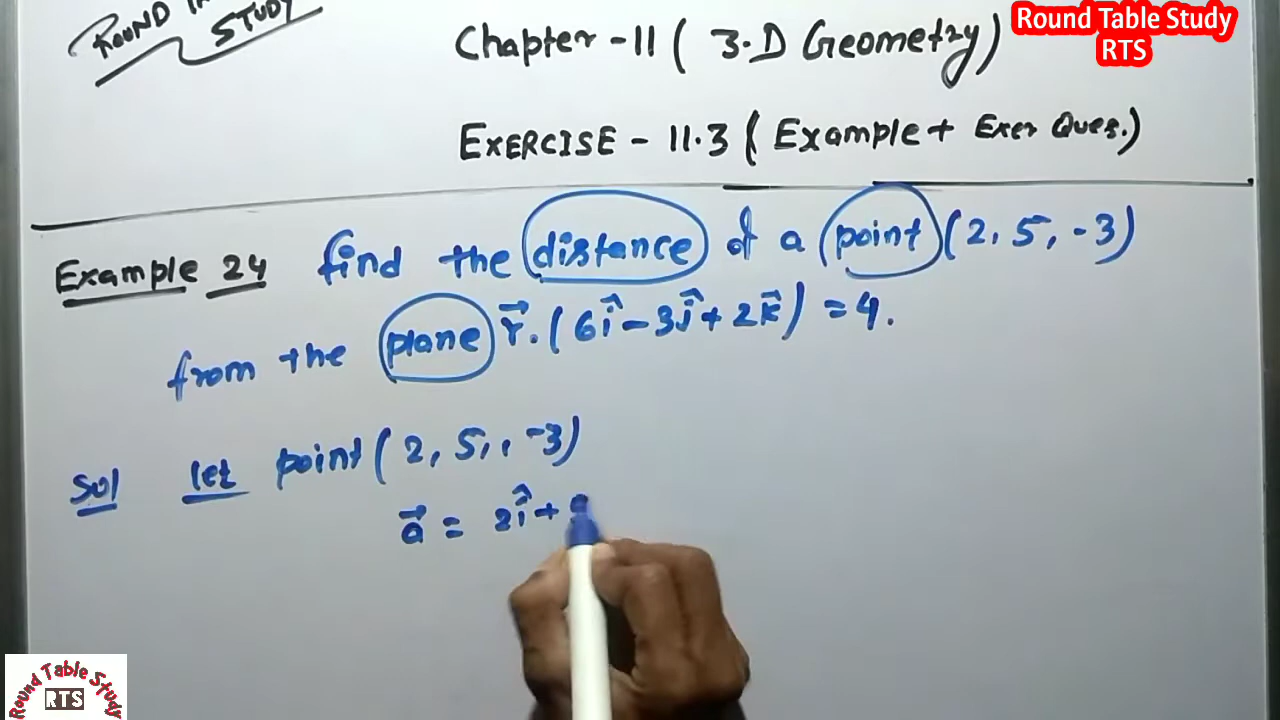 ROUND
STUDY
Chapter-11 ( 3.D Geometry)
Round Table Study
RTS
EXERCISE - 11.3 ( Example + Exer Ques.)
Example 24 find the distance of a point (2, 5, -3)
from the plane r⃗.(6î - 3ĵ + 2k⃗) = 4.
Sol let point (2, 5,, -3)
a⃗ = 2î +
Round Table Study
RTS